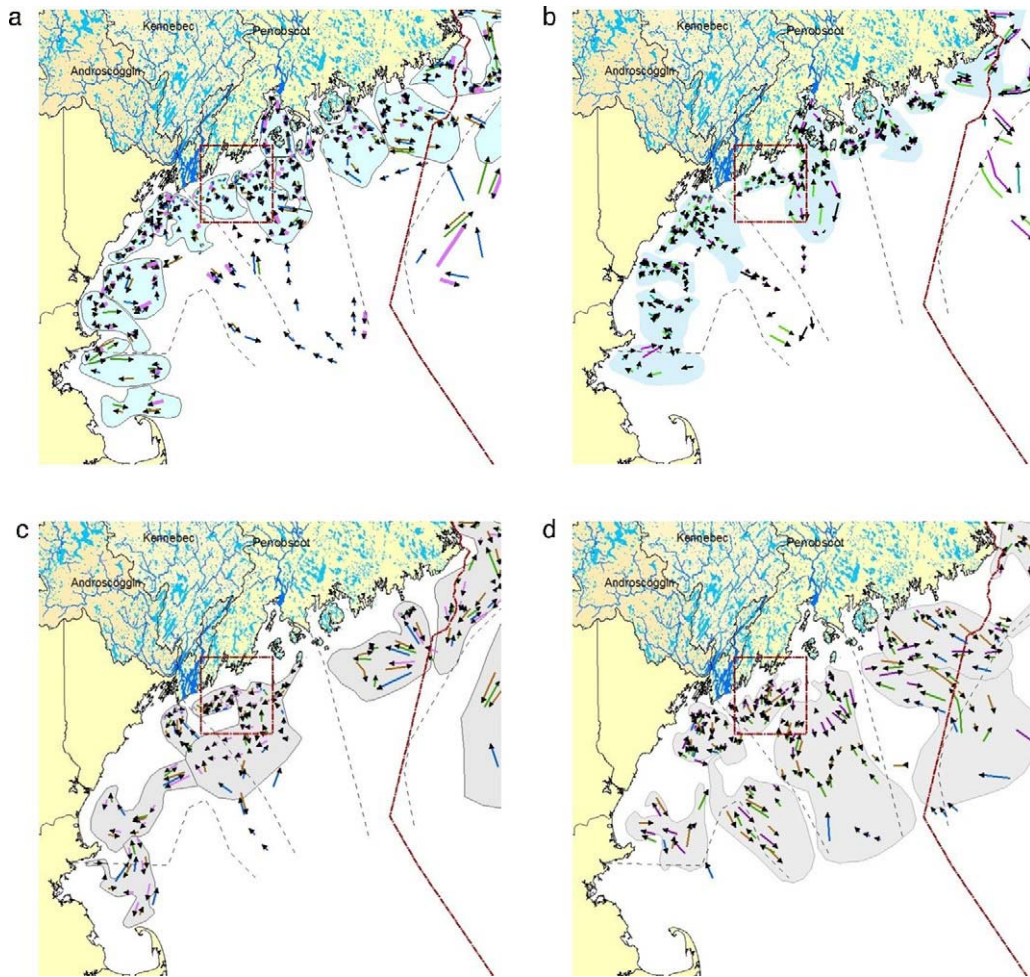 a
b
Kennebec
Penobscot
Androscoggin
Kennebec
Penobscot
Androscoggin
c
d
Kennebec
Penobscot
Androscoggin
Kennebec
Penobscot
Androscoggin